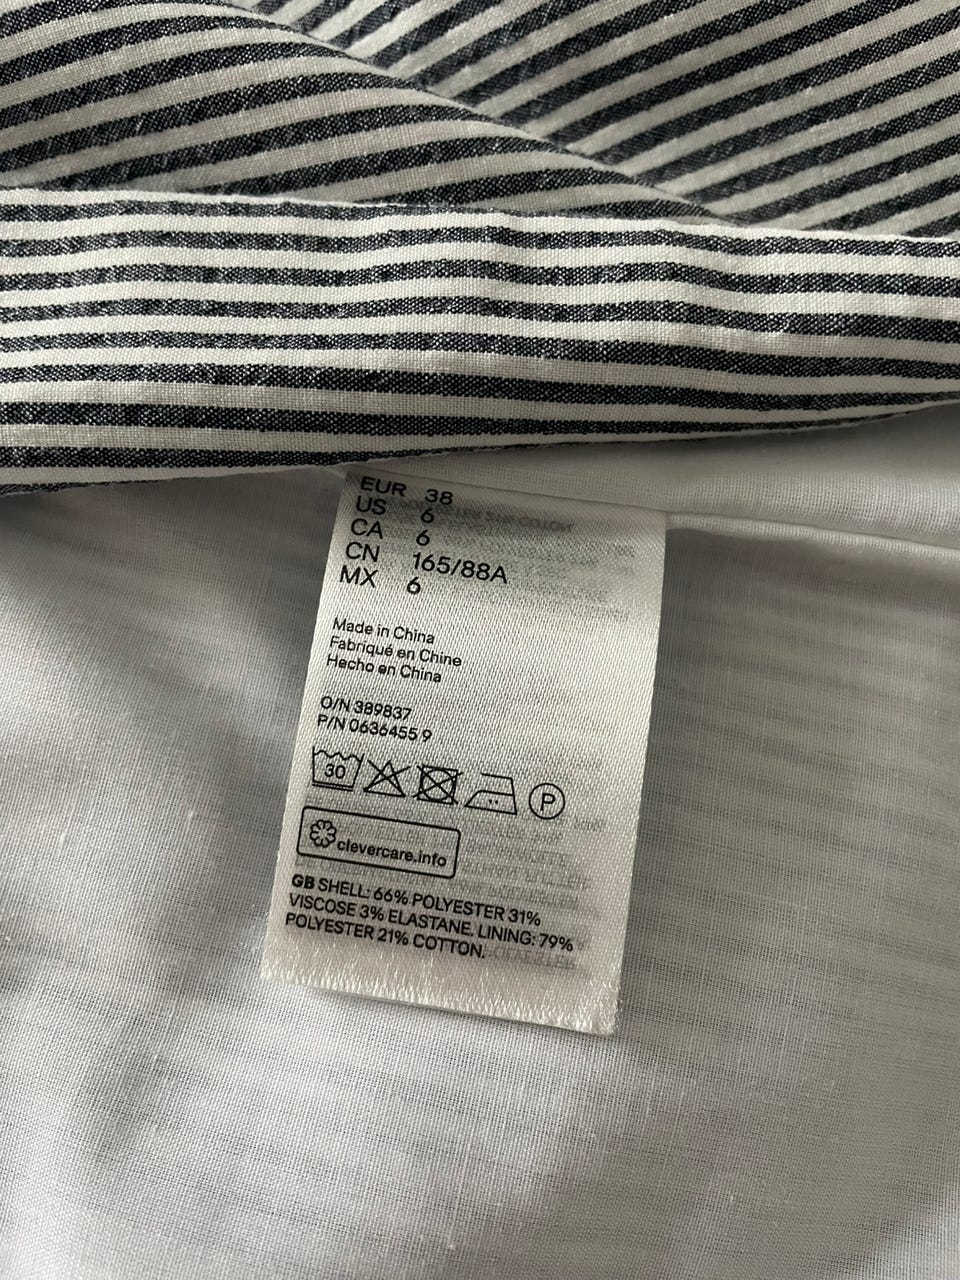 EUR 38
US 6
CA 6
CN 165/88A
MX 6
Made in China
Fabriqué en Chine
Hecho en China
O/N 389837
P/N 0636455 9
30
P
clevercare.info
GB SHELL: 66% POLYESTER 31%
VISCOSE 3% ELASTANE. LINING: 79%
POLYESTER 21% COTTON.